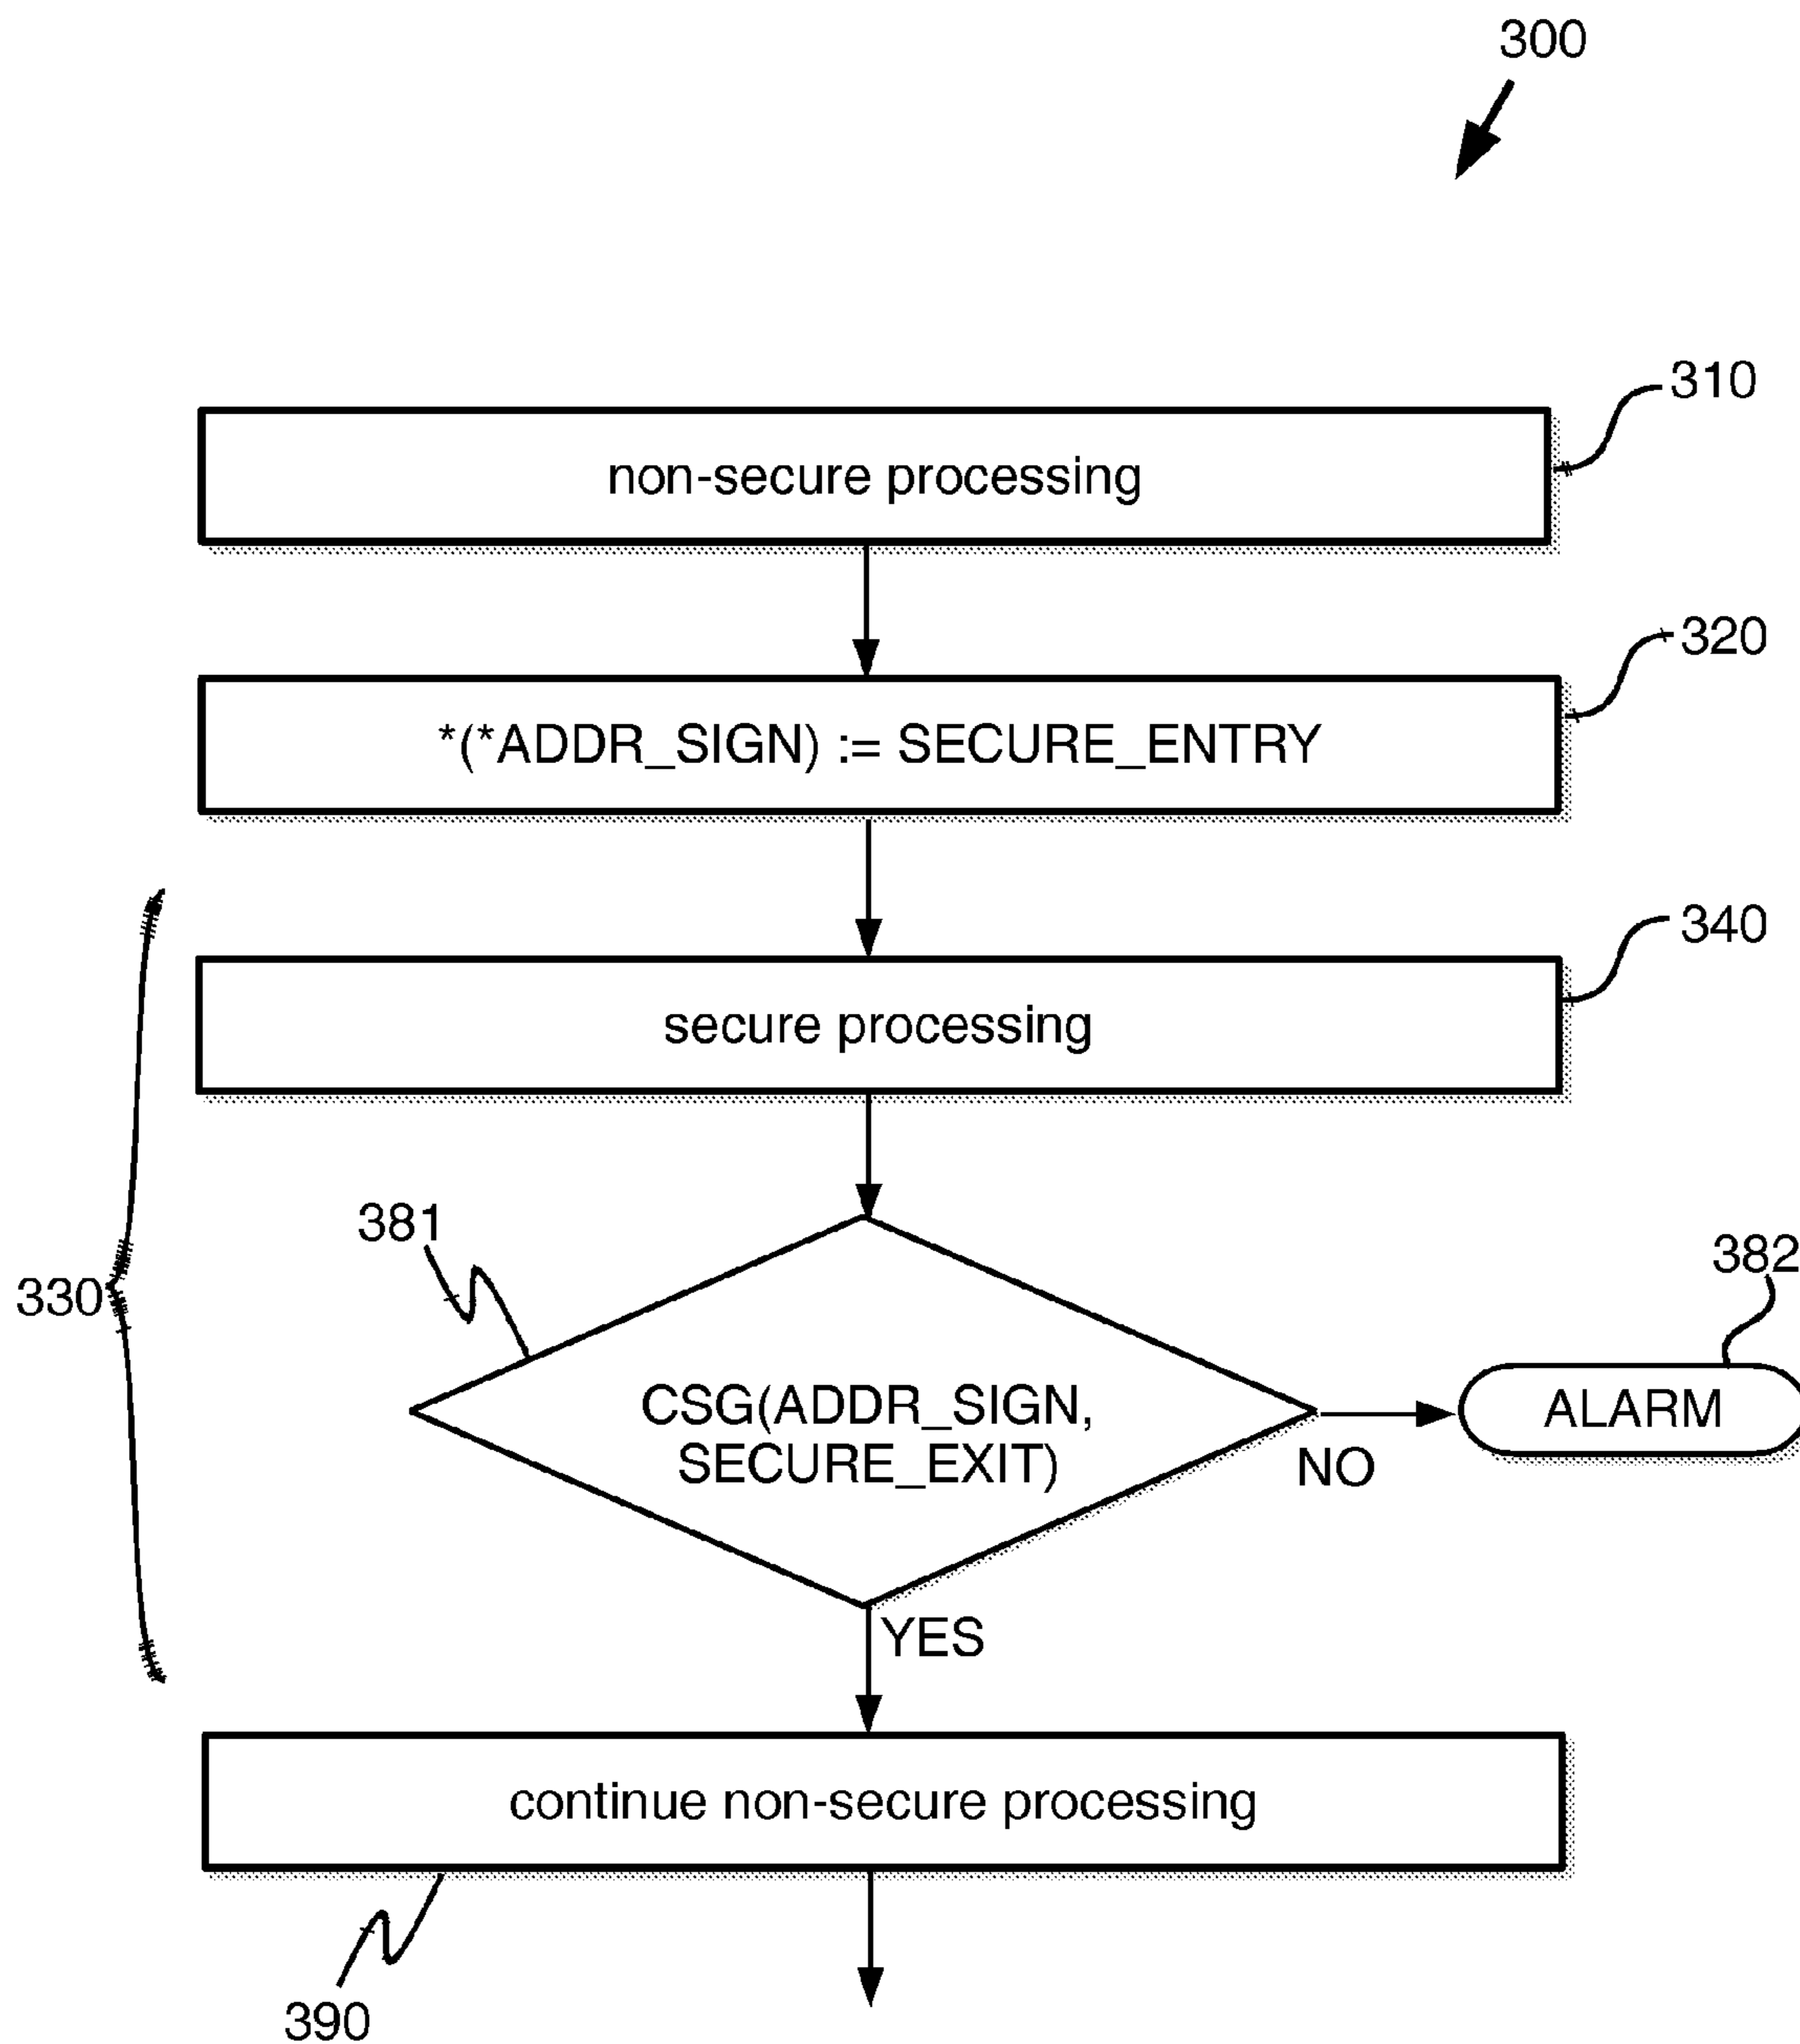 300
310
non-secure processing
320
*(*ADDR_SIGN) := SECURE_ENTRY
340
secure processing
381
330
382
CSG(ADDR_SIGN,
SECURE_EXIT)
ALARM
NO
YES
continue non-secure processing
390